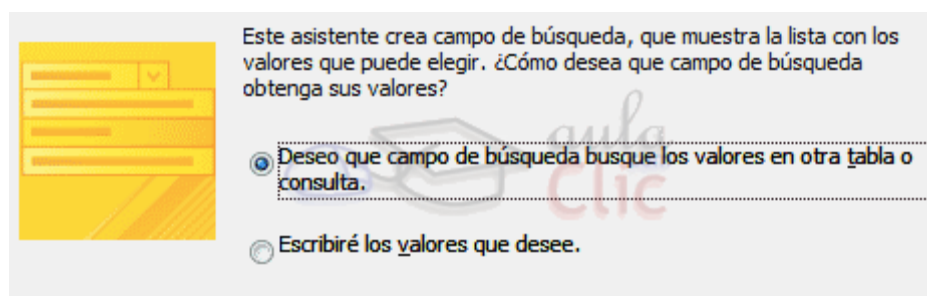 Este asistente crea campo de búsqueda, que muestra la lista con los
valores que puede elegir. ¿Cómo desea que campo de búsqueda
obtenga sus valores?
Deseo que campo de búsqueda busque los valores en otra tabla o
consulta.
aula
Clic
Escribiré los valores que desee.